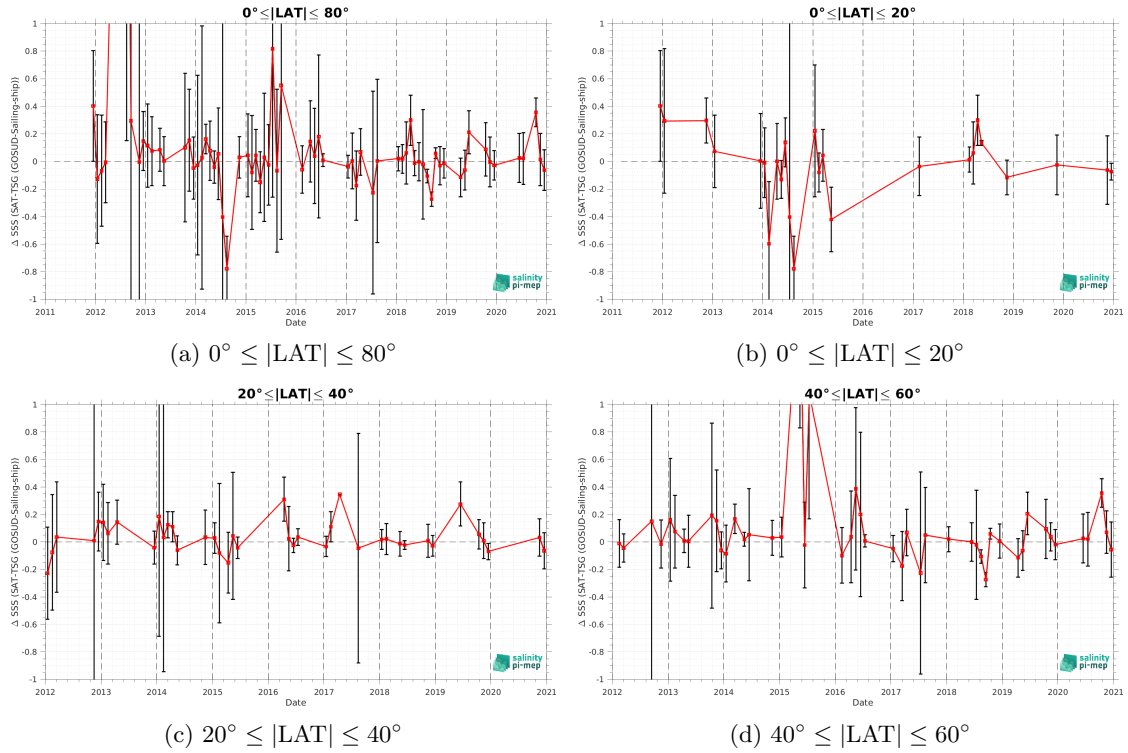 0°≤|LAT|≤ 80°
Δ SSS (SAT-TSG (GOSUD-Sailing-ship))
1
0.8
0.6
0.4
0.2
0
-0.2
-0.4
-0.6
-0.8
-1
2011 2012 2013 2014 2015 2016 2017 2018 2019 2020 2021
Date
salinity
pi-mep
(a) 0° ≤ |LAT| ≤ 80°
0°≤|LAT|≤ 20°
Δ SSS (SAT-TSG (GOSUD-Sailing-ship))
1
0.8
0.6
0.4
0.2
0
-0.2
-0.4
-0.6
-0.8
-1
2011 2012 2013 2014 2015 2016 2017 2018 2019 2020 2021
Date
salinity
pi-mep
(b) 0° ≤ |LAT| ≤ 20°
20°≤|LAT|≤ 40°
Δ SSS (SAT-TSG (GOSUD-Sailing-ship))
1
0.8
0.6
0.4
0.2
0
-0.2
-0.4
-0.6
-0.8
-1
2012 2013 2014 2015 2016 2017 2018 2019 2020 2021
Date
salinity
pi-mep
(c) 20° ≤ |LAT| ≤ 40°
40°≤|LAT|≤ 60°
Δ SSS (SAT-TSG (GOSUD-Sailing-ship))
1
0.8
0.6
0.4
0.2
0
-0.2
-0.4
-0.6
-0.8
-1
2012 2013 2014 2015 2016 2017 2018 2019 2020 2021
Date
salinity
pi-mep
(d) 40° ≤ |LAT| ≤ 60°